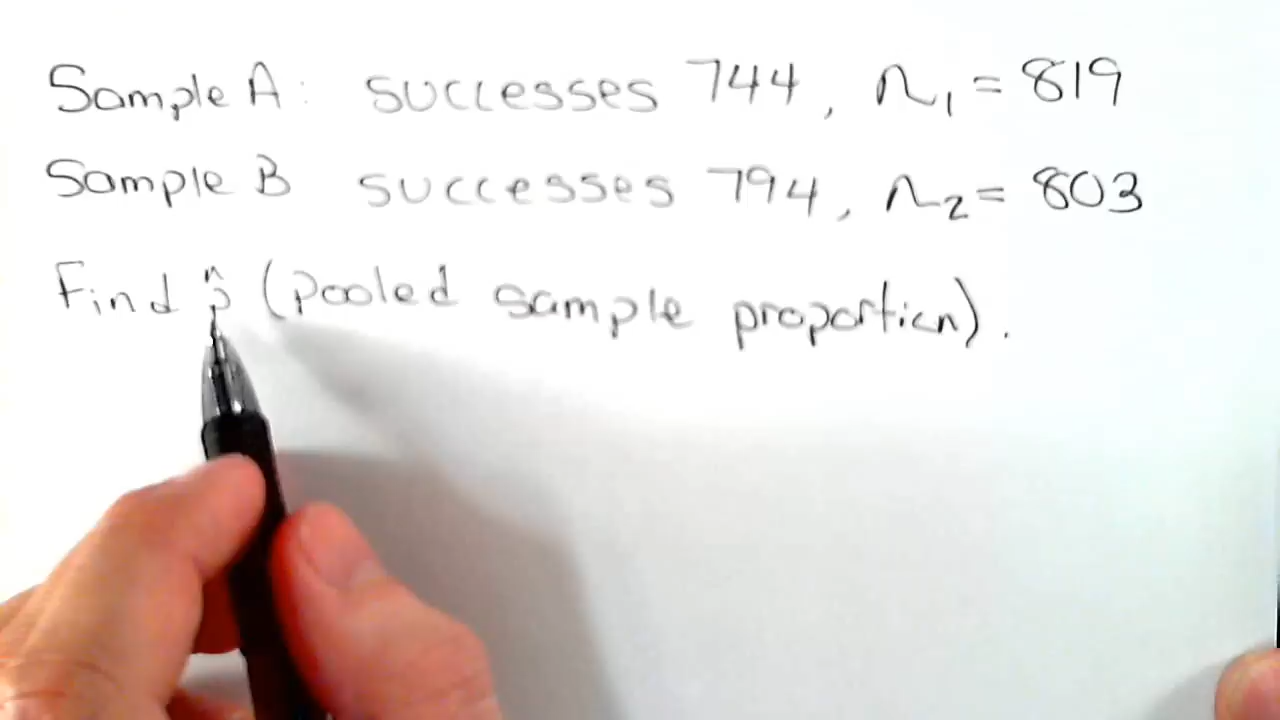 Sample A: successes 744, n₁ = 819
Sample B successes 794, n₂ = 803
Find p̂ (pooled sample proportion).